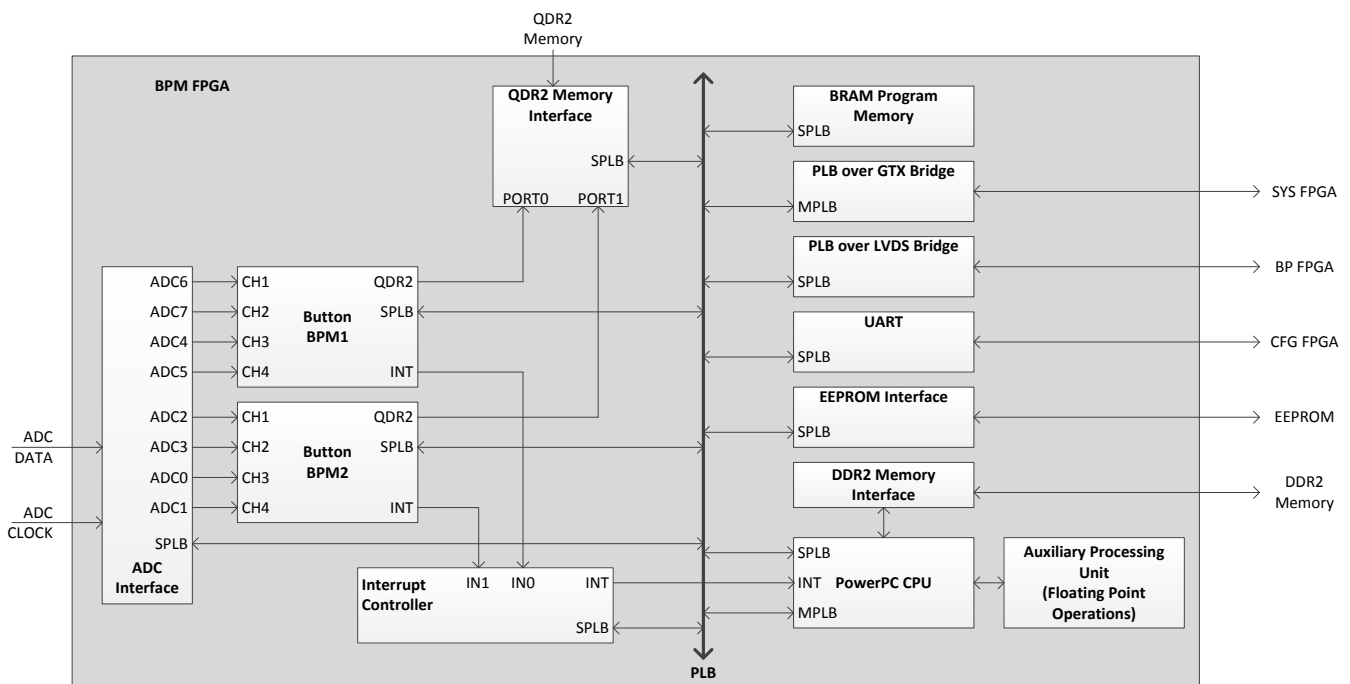 QDR2
Memory
BPM FPGA
QDR2 Memory
Interface
SPLB
PORT0 PORT1
ADC
DATA
ADC
CLOCK
ADC6
ADC7
ADC4
ADC5
ADC2
ADC3
ADC0
ADC1
SPLB
ADC
Interface
CH1
CH2
CH3
CH4
Button
BPM1
QDR2
SPLB
INT
CH1
CH2
CH3
CH4
Button
BPM2
QDR2
SPLB
INT
Interrupt
Controller
IN1 IN0 INT
SPLB
PLB
BRAM Program
Memory
SPLB
PLB over GTX Bridge
MPLB
SYS FPGA
PLB over LVDS Bridge
SPLB
BP FPGA
UART
SPLB
CFG FPGA
EEPROM Interface
SPLB
EEPROM
DDR2 Memory
Interface
DDR2
Memory
SPLB
INT
MPLB
PowerPC CPU
Auxiliary Processing
Unit
(Floating Point
Operations)